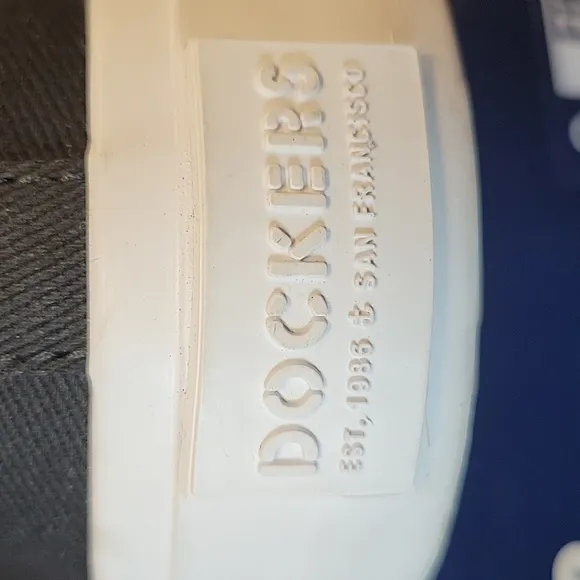 DOCKERS
EST. 1986 ⚓ SAN FRANCISCO